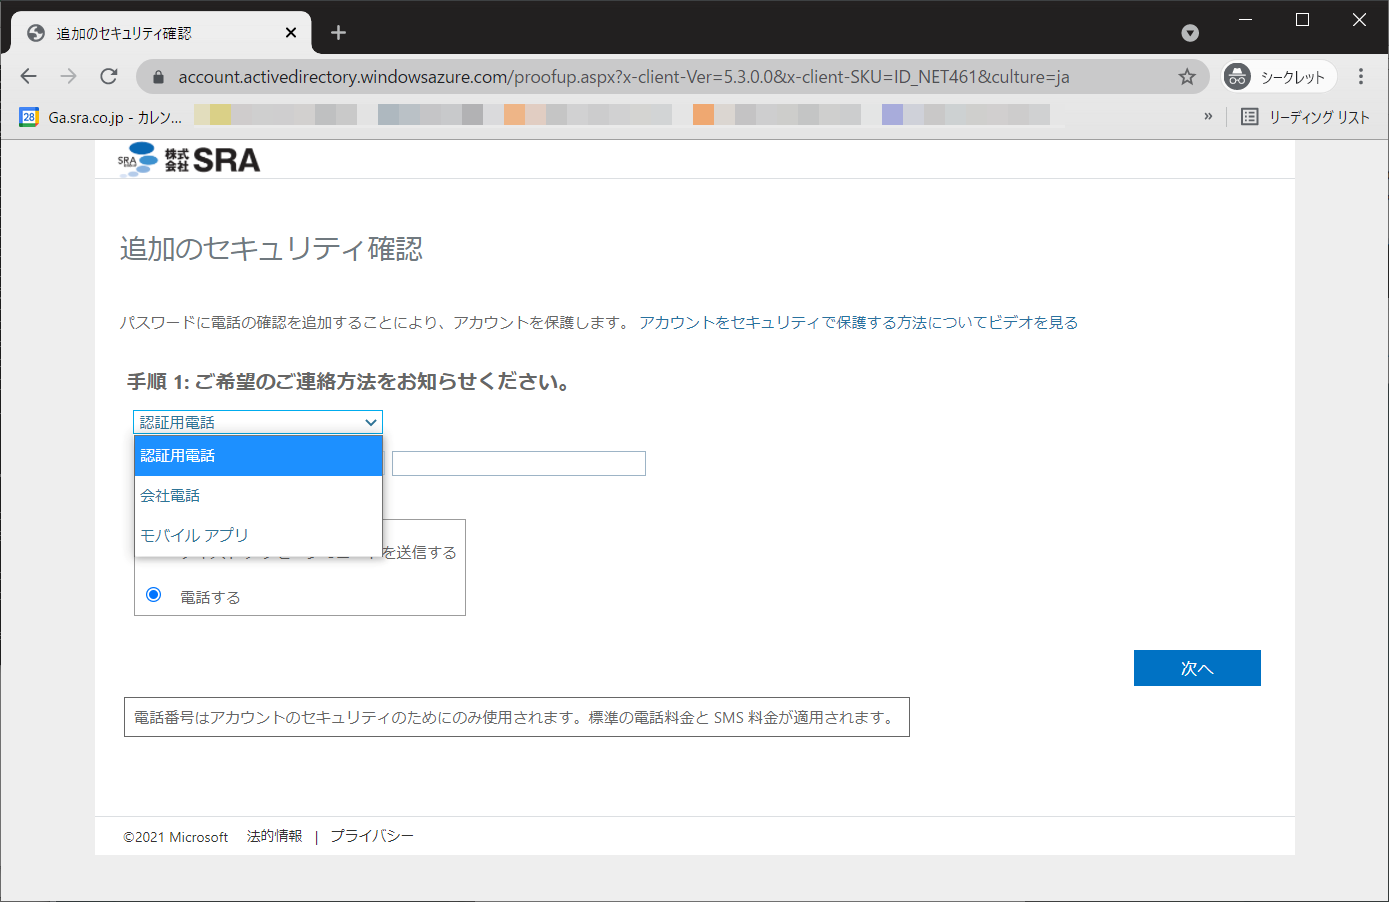 追加のセキュリティ確認
account.activedirectory.windowsazure.com/proofup.aspx?x-client-Ver=5.3.0.0&x-client-SKU=ID_NET461&culture=ja
シークレット
28
Ga.sra.co.jp - カレン...
»
リーディング リスト
SRA 株式会社 SRA
追加のセキュリティ確認
パスワードに電話の確認を追加することにより、アカウントを保護します。 アカウントをセキュリティで保護する方法についてビデオを見る
手順 1: ご希望のご連絡方法をお知らせください。
認証用電話
認証用電話
会社電話
モバイル アプリ
を送信する
電話する
次へ
電話番号はアカウントのセキュリティのためにのみ使用されます。標準の電話料金と SMS 料金が適用されます。
©2021 Microsoft 法的情報 | プライバシー